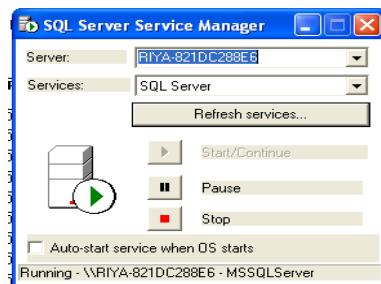 SQL Server Service Manager
Server: RIYA-821DC288E6
Services: SQL Server
Refresh services...
Start/Continue
Pause
Stop
Auto-start service when OS starts
Running - \\RIYA-821DC288E6 - MSSQLServer